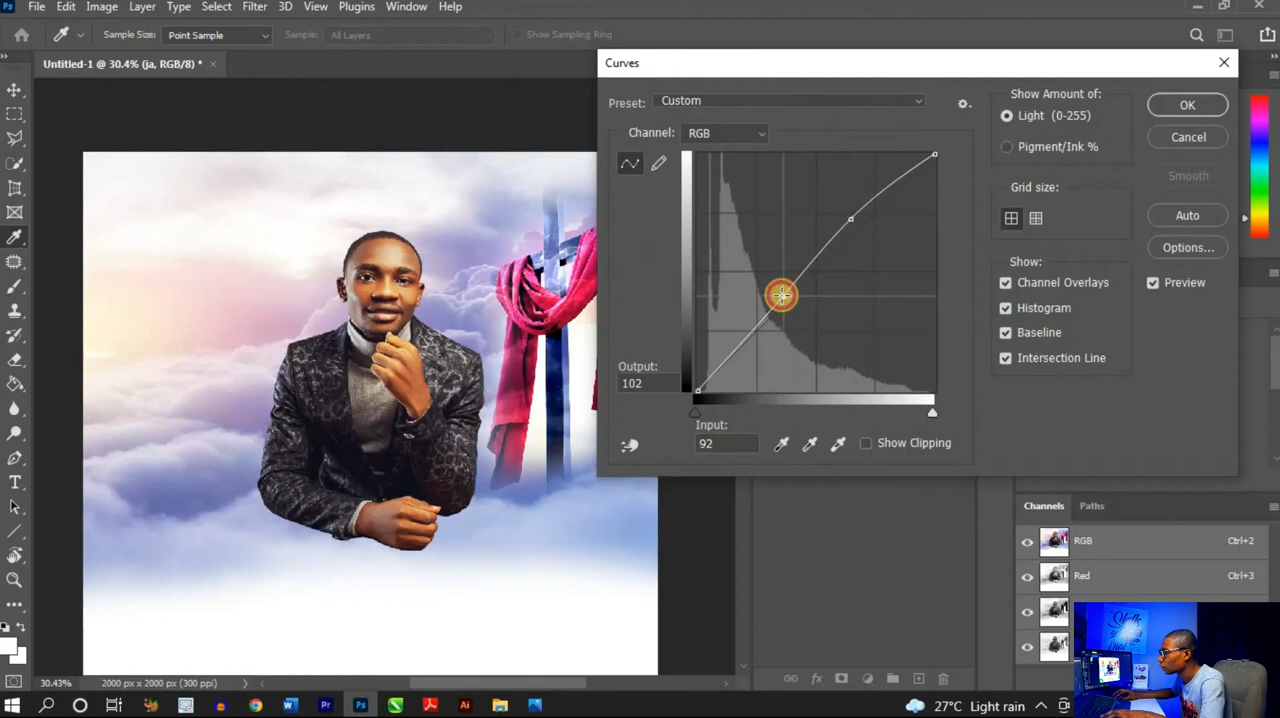 Ps File Edit Image Layer Type Select Filter 3D View Plugins Window Help
Sample Size: Point Sample Sample: All Layers Show Sampling Ring
Untitled-1 @ 30.4% (ja, RGB/8) * ×
Curves
Preset: Custom
Channel: RGB
Output:
102
Input:
92
Show Clipping
Show Amount of:
Light (0-255)
Pigment/Ink %
Grid size:
Show:
Channel Overlays
Histogram
Baseline
Intersection Line
OK
Cancel
Smooth
Auto
Options...
Preview
Channels Paths
RGB Ctrl+2
Red Ctrl+3
30.43% 2000 px x 2000 px (300 ppi)
W Pr Ps Ai 27°C Light rain